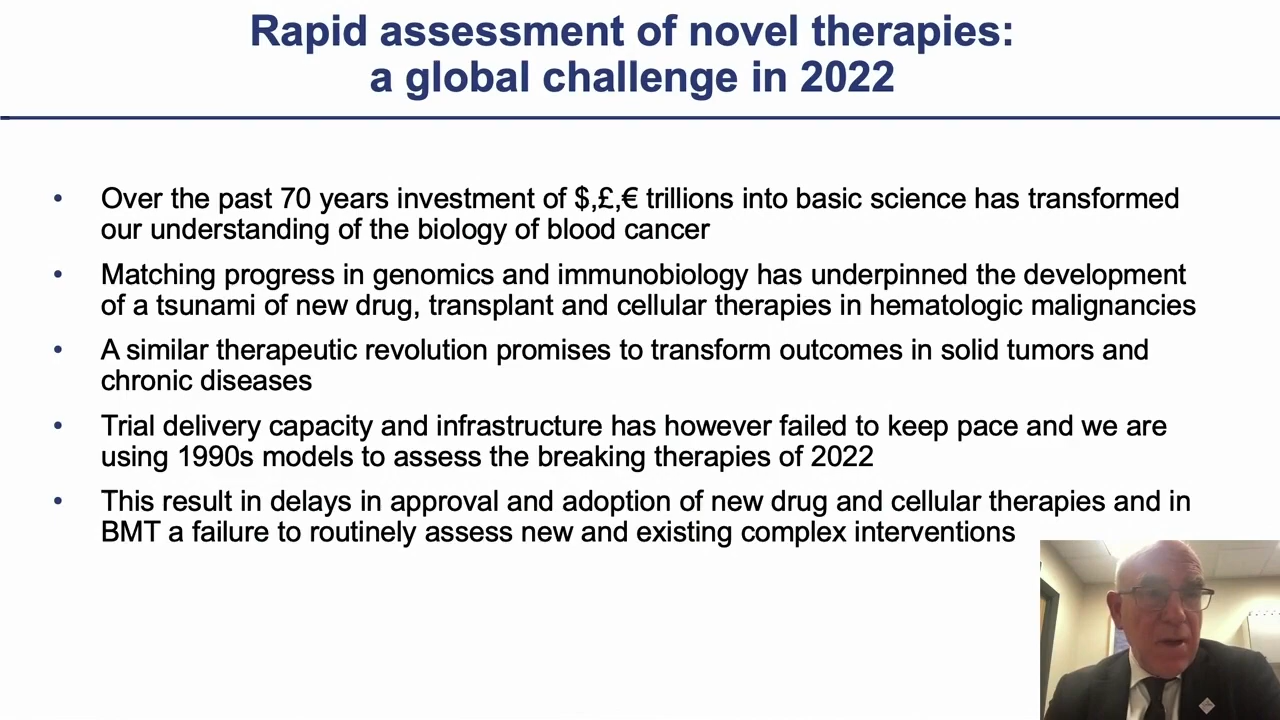 Rapid assessment of novel therapies:
a global challenge in 2022
• Over the past 70 years investment of $,£,€ trillions into basic science has transformed
our understanding of the biology of blood cancer
• Matching progress in genomics and immunobiology has underpinned the development
of a tsunami of new drug, transplant and cellular therapies in hematologic malignancies
• A similar therapeutic revolution promises to transform outcomes in solid tumors and
chronic diseases
• Trial delivery capacity and infrastructure has however failed to keep pace and we are
using 1990s models to assess the breaking therapies of 2022
• This result in delays in approval and adoption of new drug and cellular therapies and in
BMT a failure to routinely assess new and existing complex interventions